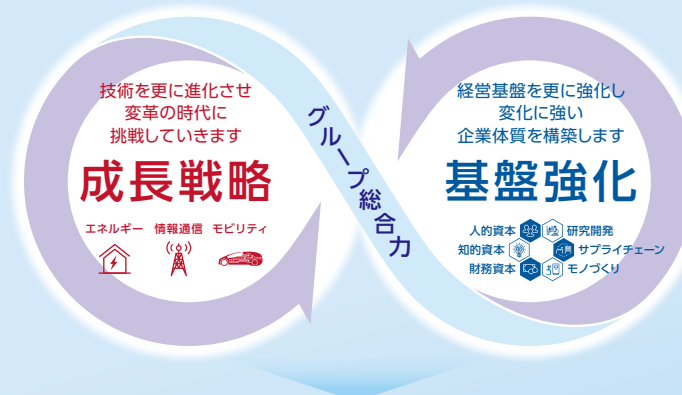 技術を更に進化させ
変革の時代に
挑戦していきます
成長戦略
エネルギー 情報通信 モビリティ
グループ総合力
経営基盤を更に強化し
変化に強い
企業体質を構築します
基盤強化
人的資本 研究開発
知的資本 サプライチェーン
財務資本 モノづくり